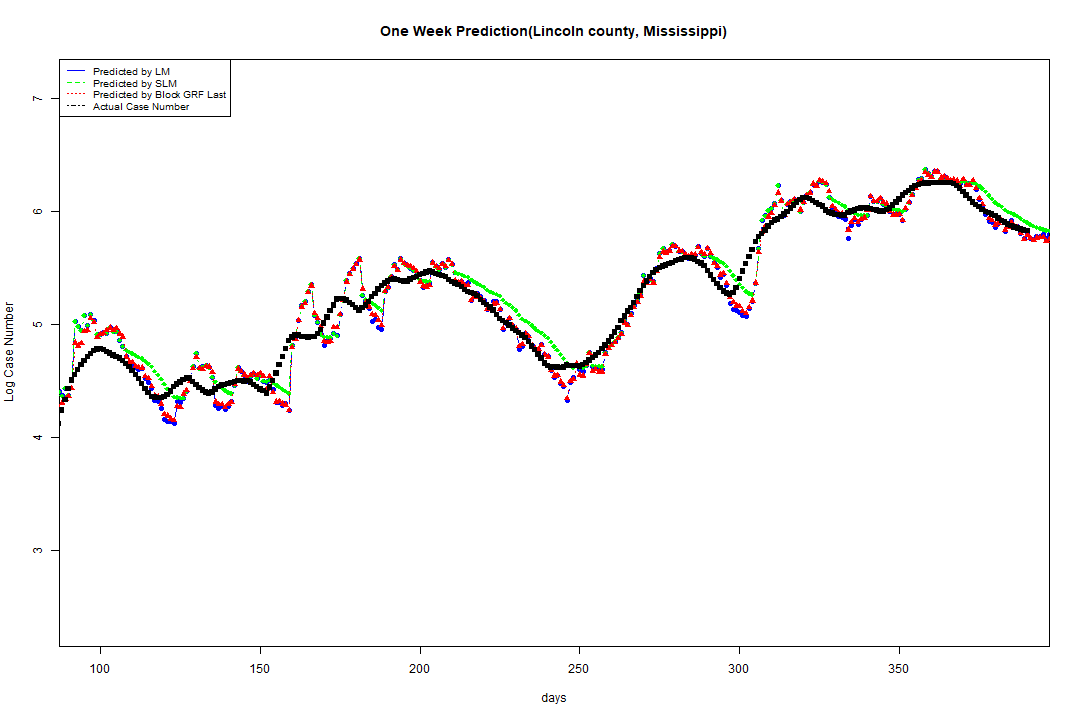 One Week Prediction(Lincoln county, Mississippi)
Predicted by LM
Predicted by SLM
Predicted by Block GRF Last
Actual Case Number
7
6
5
4
3
Log Case Number
100 150 200 250 300 350
days